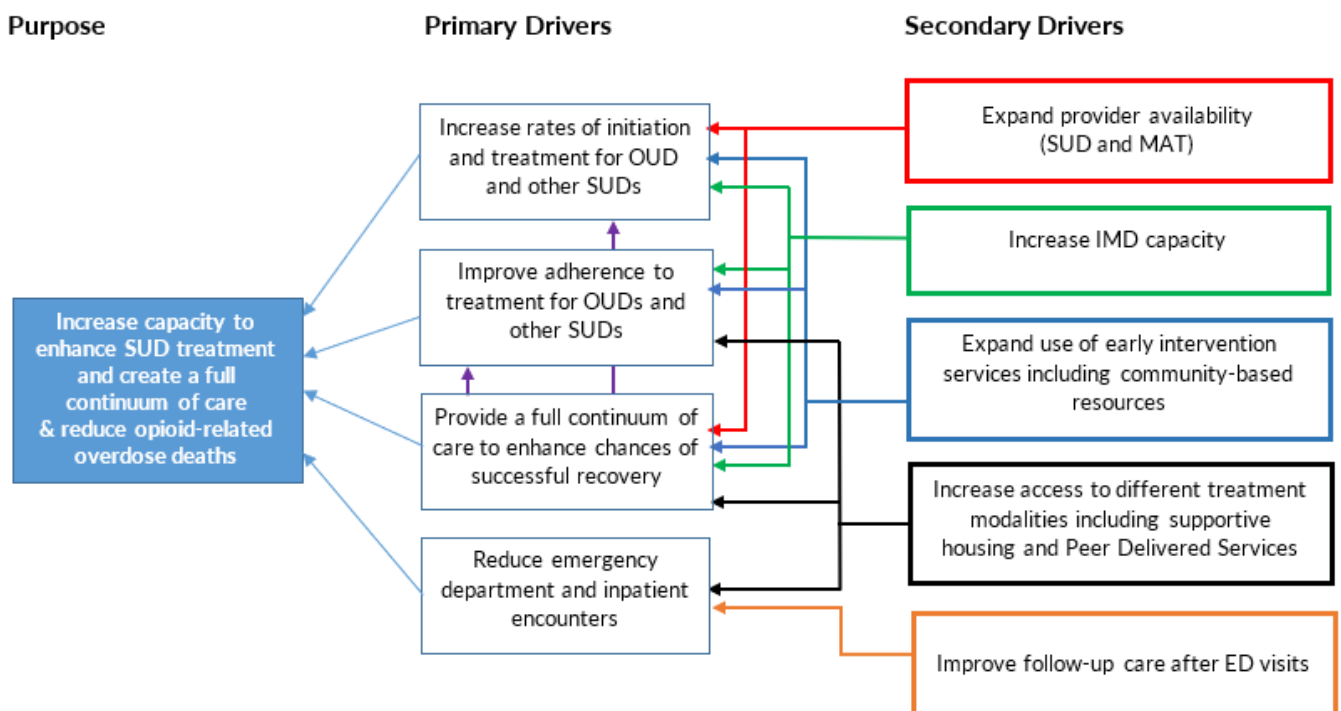 Purpose
Primary Drivers
Secondary Drivers
Increase capacity to
enhance SUD treatment
and create a full
continuum of care
& reduce opioid-related
overdose deaths
Increase rates of initiation
and treatment for OUD
and other SUDs
Improve adherence to
treatment for OUDs and
other SUDs
Provide a full continuum of
care to enhance chances of
successful recovery
Reduce emergency
department and inpatient
encounters
Expand provider availability
(SUD and MAT)
Increase IMD capacity
Expand use of early intervention
services including community-based
resources
Increase access to different treatment
modalities including supportive
housing and Peer Delivered Services
Improve follow-up care after ED visits